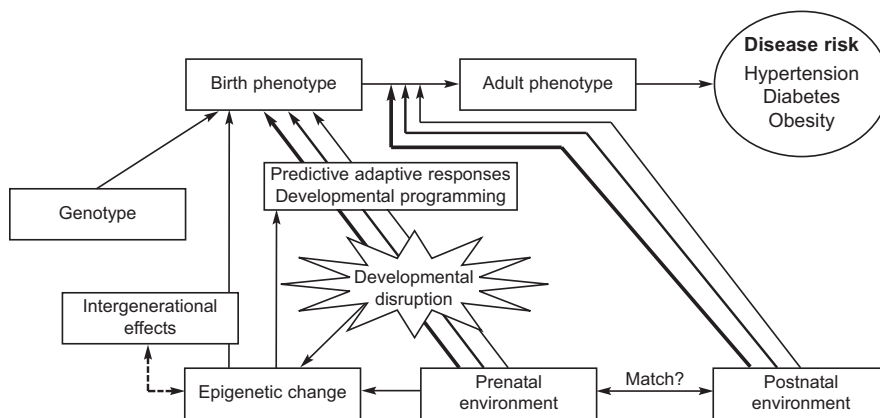 Disease risk
Hypertension
Diabetes
Obesity
Birth phenotype
Adult phenotype
Predictive adaptive responses
Developmental programming
Genotype
Developmental
disruption
Intergenerational
effects
Epigenetic change
Prenatal
environment
Match?
Postnatal
environment